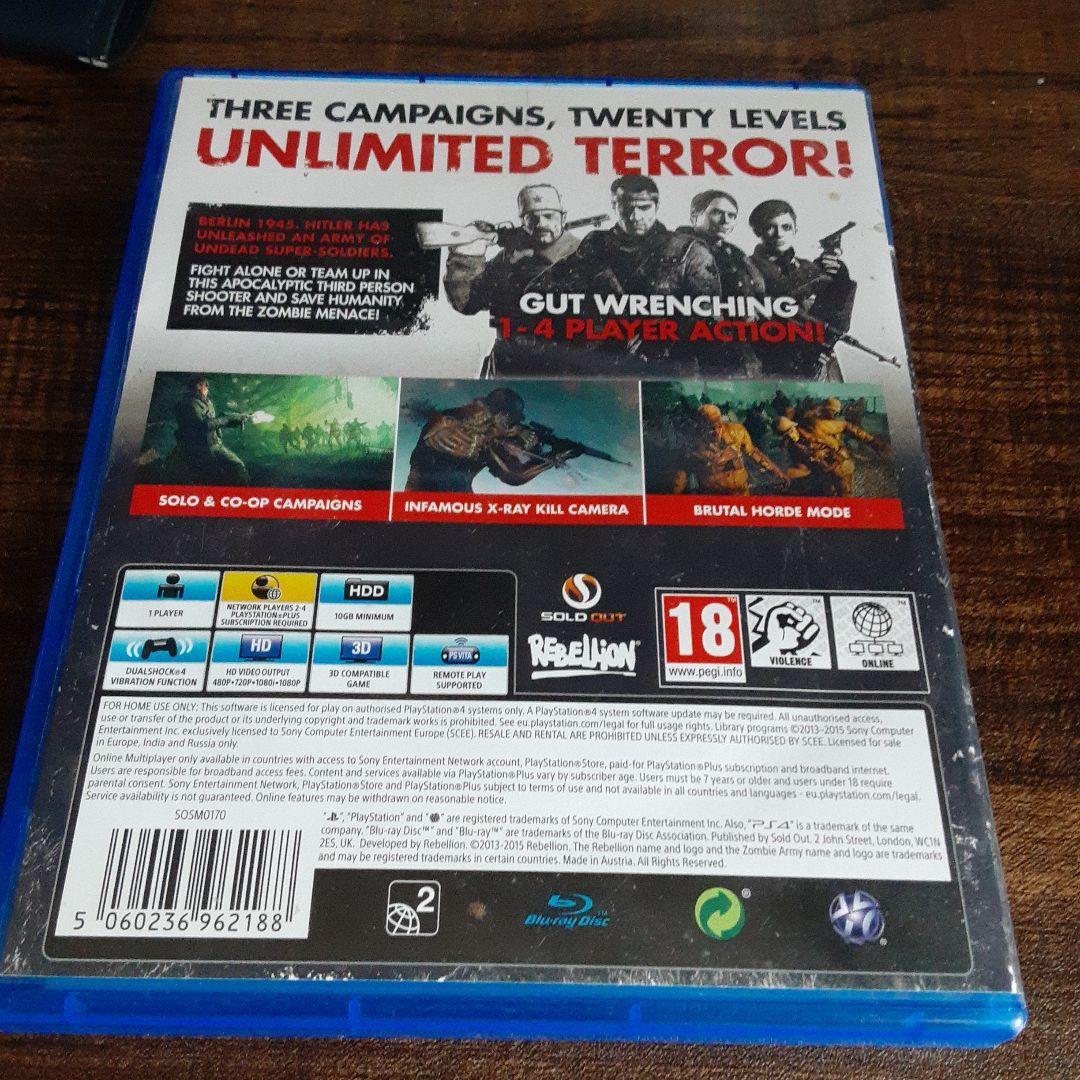 THREE CAMPAIGNS, TWENTY LEVELS
UNLIMITED TERROR!
BERLIN 1945. HITLER HAS
UNLEASHED AN ARMY OF
UNDEAD SUPER-SOLDIERS.
FIGHT ALONE OR TEAM UP IN
THIS APOCALYPTIC THIRD PERSON
SHOOTER AND SAVE HUMANITY
FROM THE ZOMBIE MENACE!
GUT WRENCHING
1-4 PLAYER ACTION!
SOLO & CO-OP CAMPAIGNS
INFAMOUS X-RAY KILL CAMERA
BRUTAL HORDE MODE
1 PLAYER
NETWORK PLAYERS 2-4
PLAYSTATION®PLUS
SUBSCRIPTION REQUIRED
HDD
10GB MINIMUM
DUALSHOCK®4
VIBRATION FUNCTION
HD
HD VIDEO OUTPUT
480P•720P•1080i•1080P
3D
3D COMPATIBLE
GAME
PSVITA
REMOTE PLAY
SUPPORTED
SOLD OUT
REBELLION
18
www.pegi.info
VIOLENCE
ONLINE
FOR HOME USE ONLY: This software is licensed for play on authorised PlayStation®4 systems only. A PlayStation®4 system software update may be required. All unauthorised access,
use or transfer of the product or its underlying copyright and trademark works is prohibited. See eu.playstation.com/legal for full usage rights. Library programs ©2013-2015 Sony Computer
Entertainment Inc. exclusively licensed to Sony Computer Entertainment Europe (SCEE). RESALE AND RENTAL ARE PROHIBITED UNLESS EXPRESSLY AUTHORISED BY SCEE. Licensed for sale
in Europe, India and Russia only.
Online Multiplayer only available in countries with access to Sony Entertainment Network account, PlayStation®Store, paid-for PlayStation®Plus subscription and broadband internet.
Users are responsible for broadband access fees. Content and services available via PlayStation®Plus vary by subscriber age. Users must be 7 years or older and users under 18 require
parental consent. Sony Entertainment Network, PlayStation®Store and PlayStation®Plus subject to terms of use and not available in all countries and languages - eu.playstation.com/legal.
Service availability is not guaranteed. Online features may be withdrawn on reasonable notice.
SOSM0170
", "PlayStation" and "" are registered trademarks of Sony Computer Entertainment Inc. Also, "PS4" is a trademark of the same
company. "Blu-ray Disc™" and "Blu-ray™" are trademarks of the Blu-ray Disc Association. Published by Sold Out. 2 John Street, London, WC1N
2ES, UK. Developed by Rebellion. ©2013-2015 Rebellion. The Rebellion name and logo and the Zombie Army name and logo are trademarks
and may be registered trademarks in certain countries. Made in Austria. All Rights Reserved.
5 060236 962188
2
Blu-ray Disc™